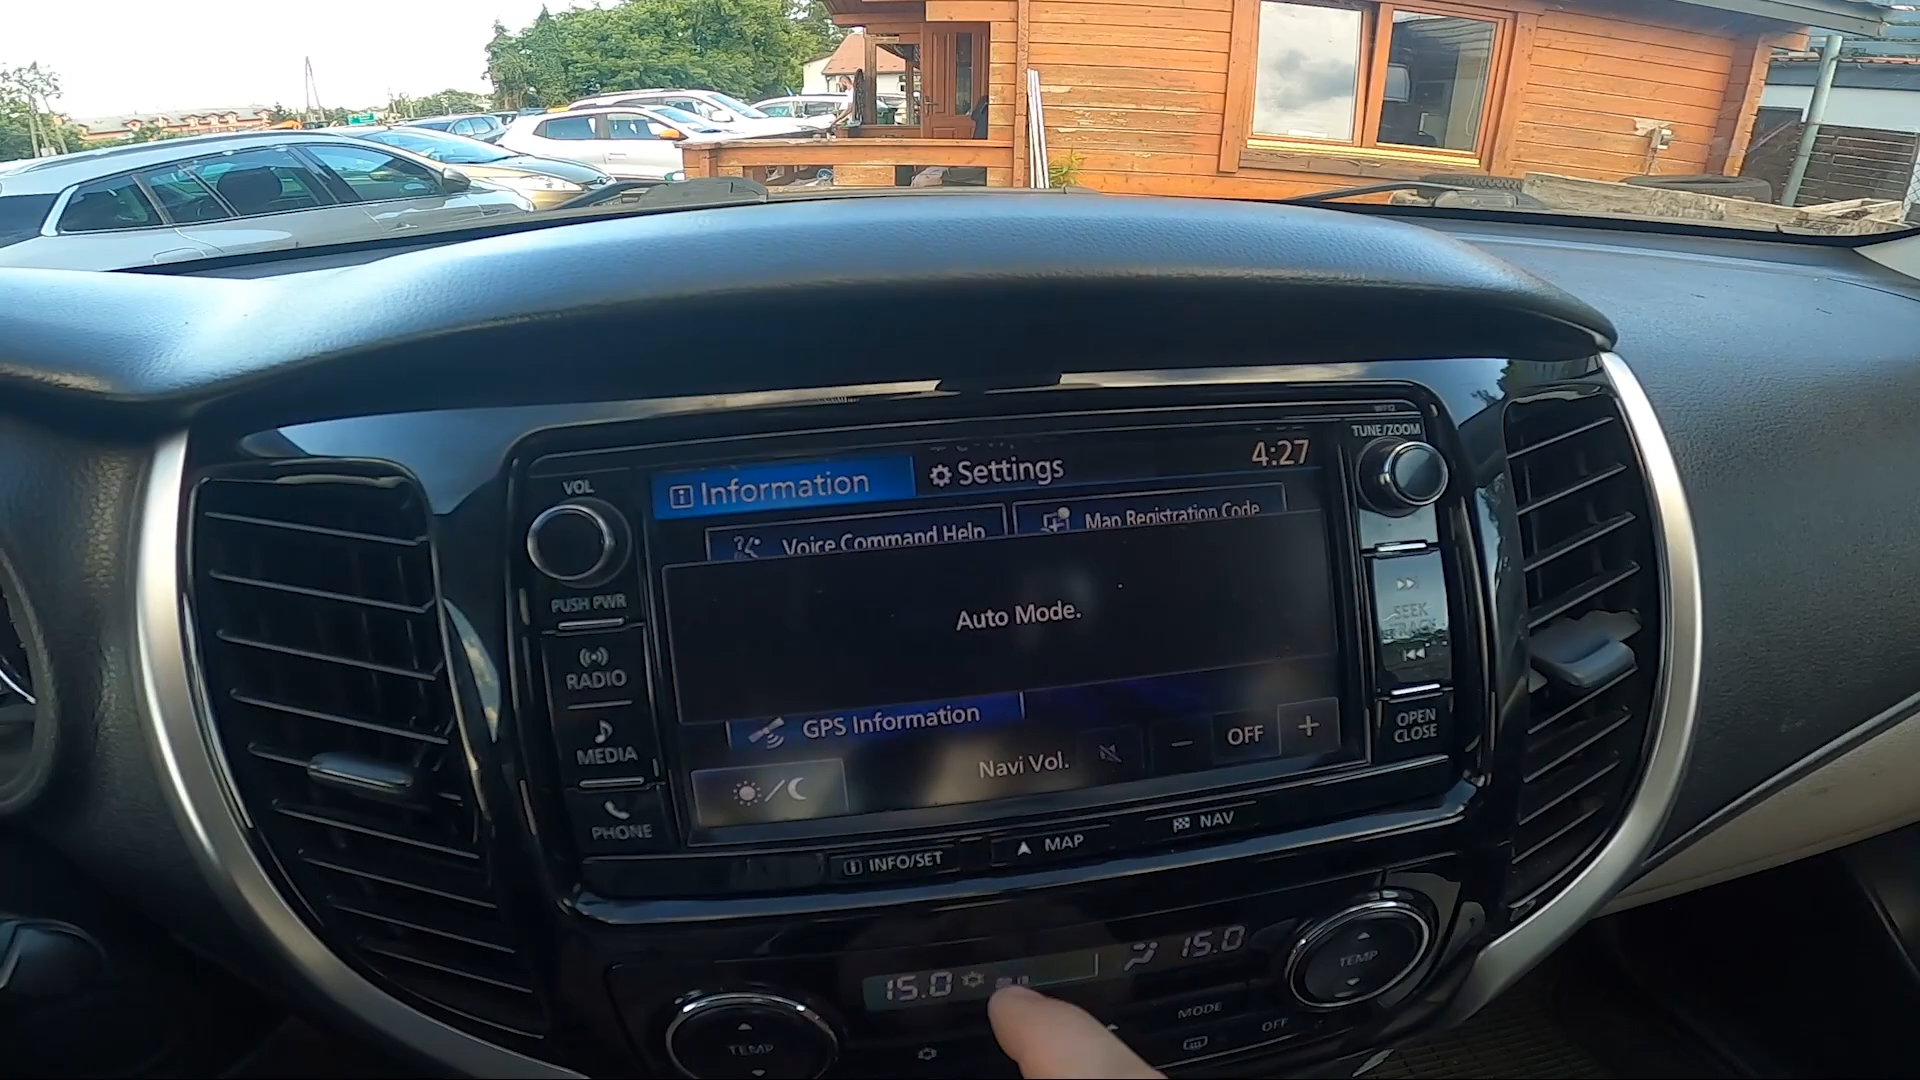 VOL
PUSH PWR
RADIO
MEDIA
PHONE
Information
Settings
4:27
Voice Command Help
Map Registration Code
Auto Mode.
GPS Information
Navi Vol.
OFF
TUNE/ZOOM
SEEK
TRACK
OPEN
CLOSE
INFO/SET
MAP
NAV
15.0
15.0
TEMP
TEMP
MODE
OFF